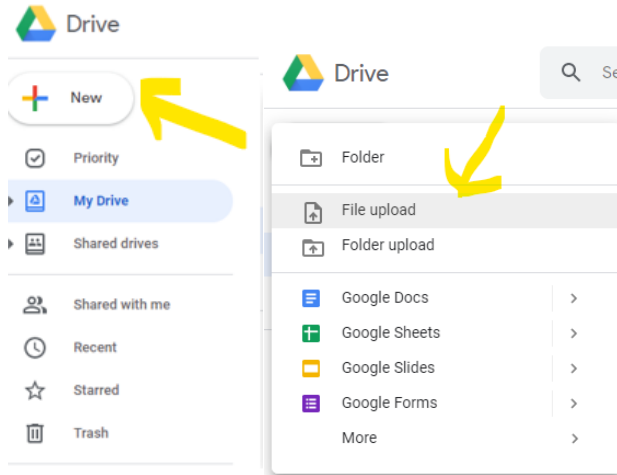 Drive
New
Priority
My Drive
Shared drives
Shared with me
Recent
Starred
Trash
Drive
Se
Folder
File upload
Folder upload
Google Docs
Google Sheets
Google Slides
Google Forms
More